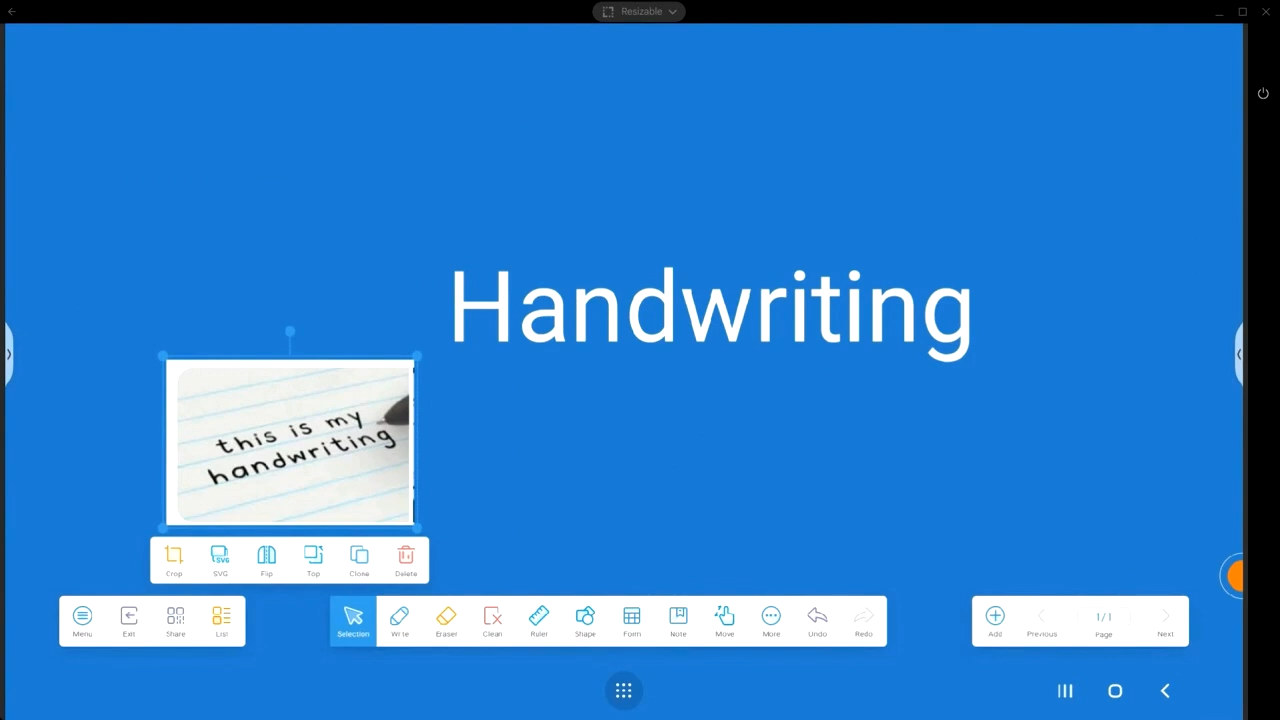 Resizable
Handwriting
this is my
handwriting
Crop SVG Flip Top Clone Delete
Menu Exit Share List
Selection Write Eraser Clean Ruler Shape Form Note Move More Undo Redo
Add Previous 1/1 Page Next